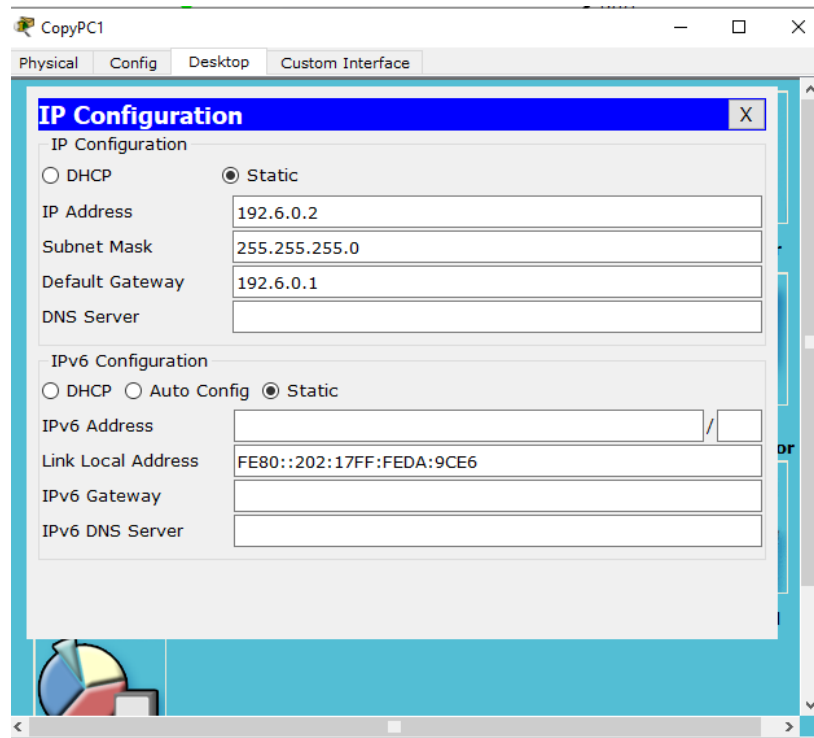 CopyPC1
Physical Config Desktop Custom Interface
IP Configuration X
IP Configuration
DHCP Static
IP Address 192.6.0.2
Subnet Mask 255.255.255.0
Default Gateway 192.6.0.1
DNS Server
IPv6 Configuration
DHCP Auto Config Static
IPv6 Address /
Link Local Address FE80::202:17FF:FEDA:9CE6
or
IPv6 Gateway
IPv6 DNS Server